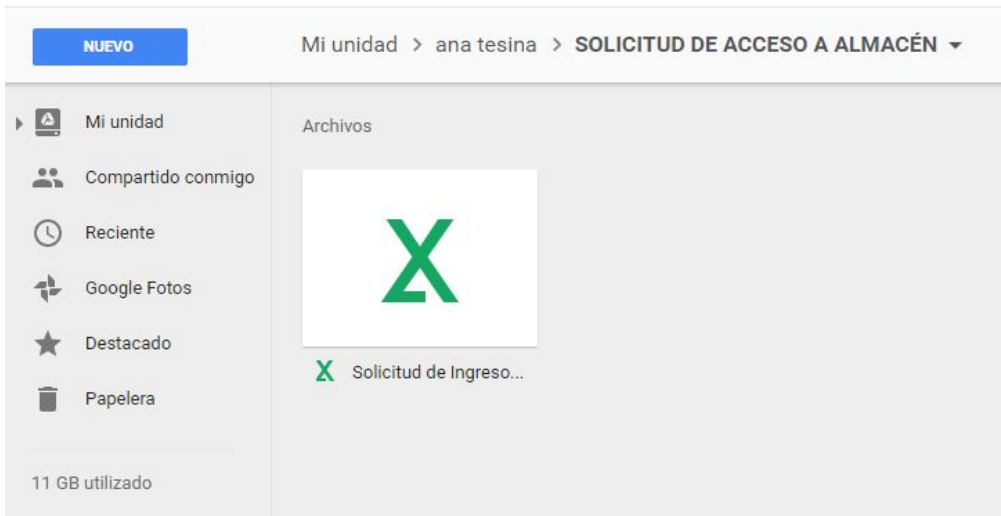 NUEVO
Mi unidad > ana tesina > SOLICITUD DE ACCESO A ALMACÉN
Mi unidad
Compartido conmigo
Reciente
Google Fotos
Destacado
Papelera
11 GB utilizado
Archivos
Solicitud de Ingreso...